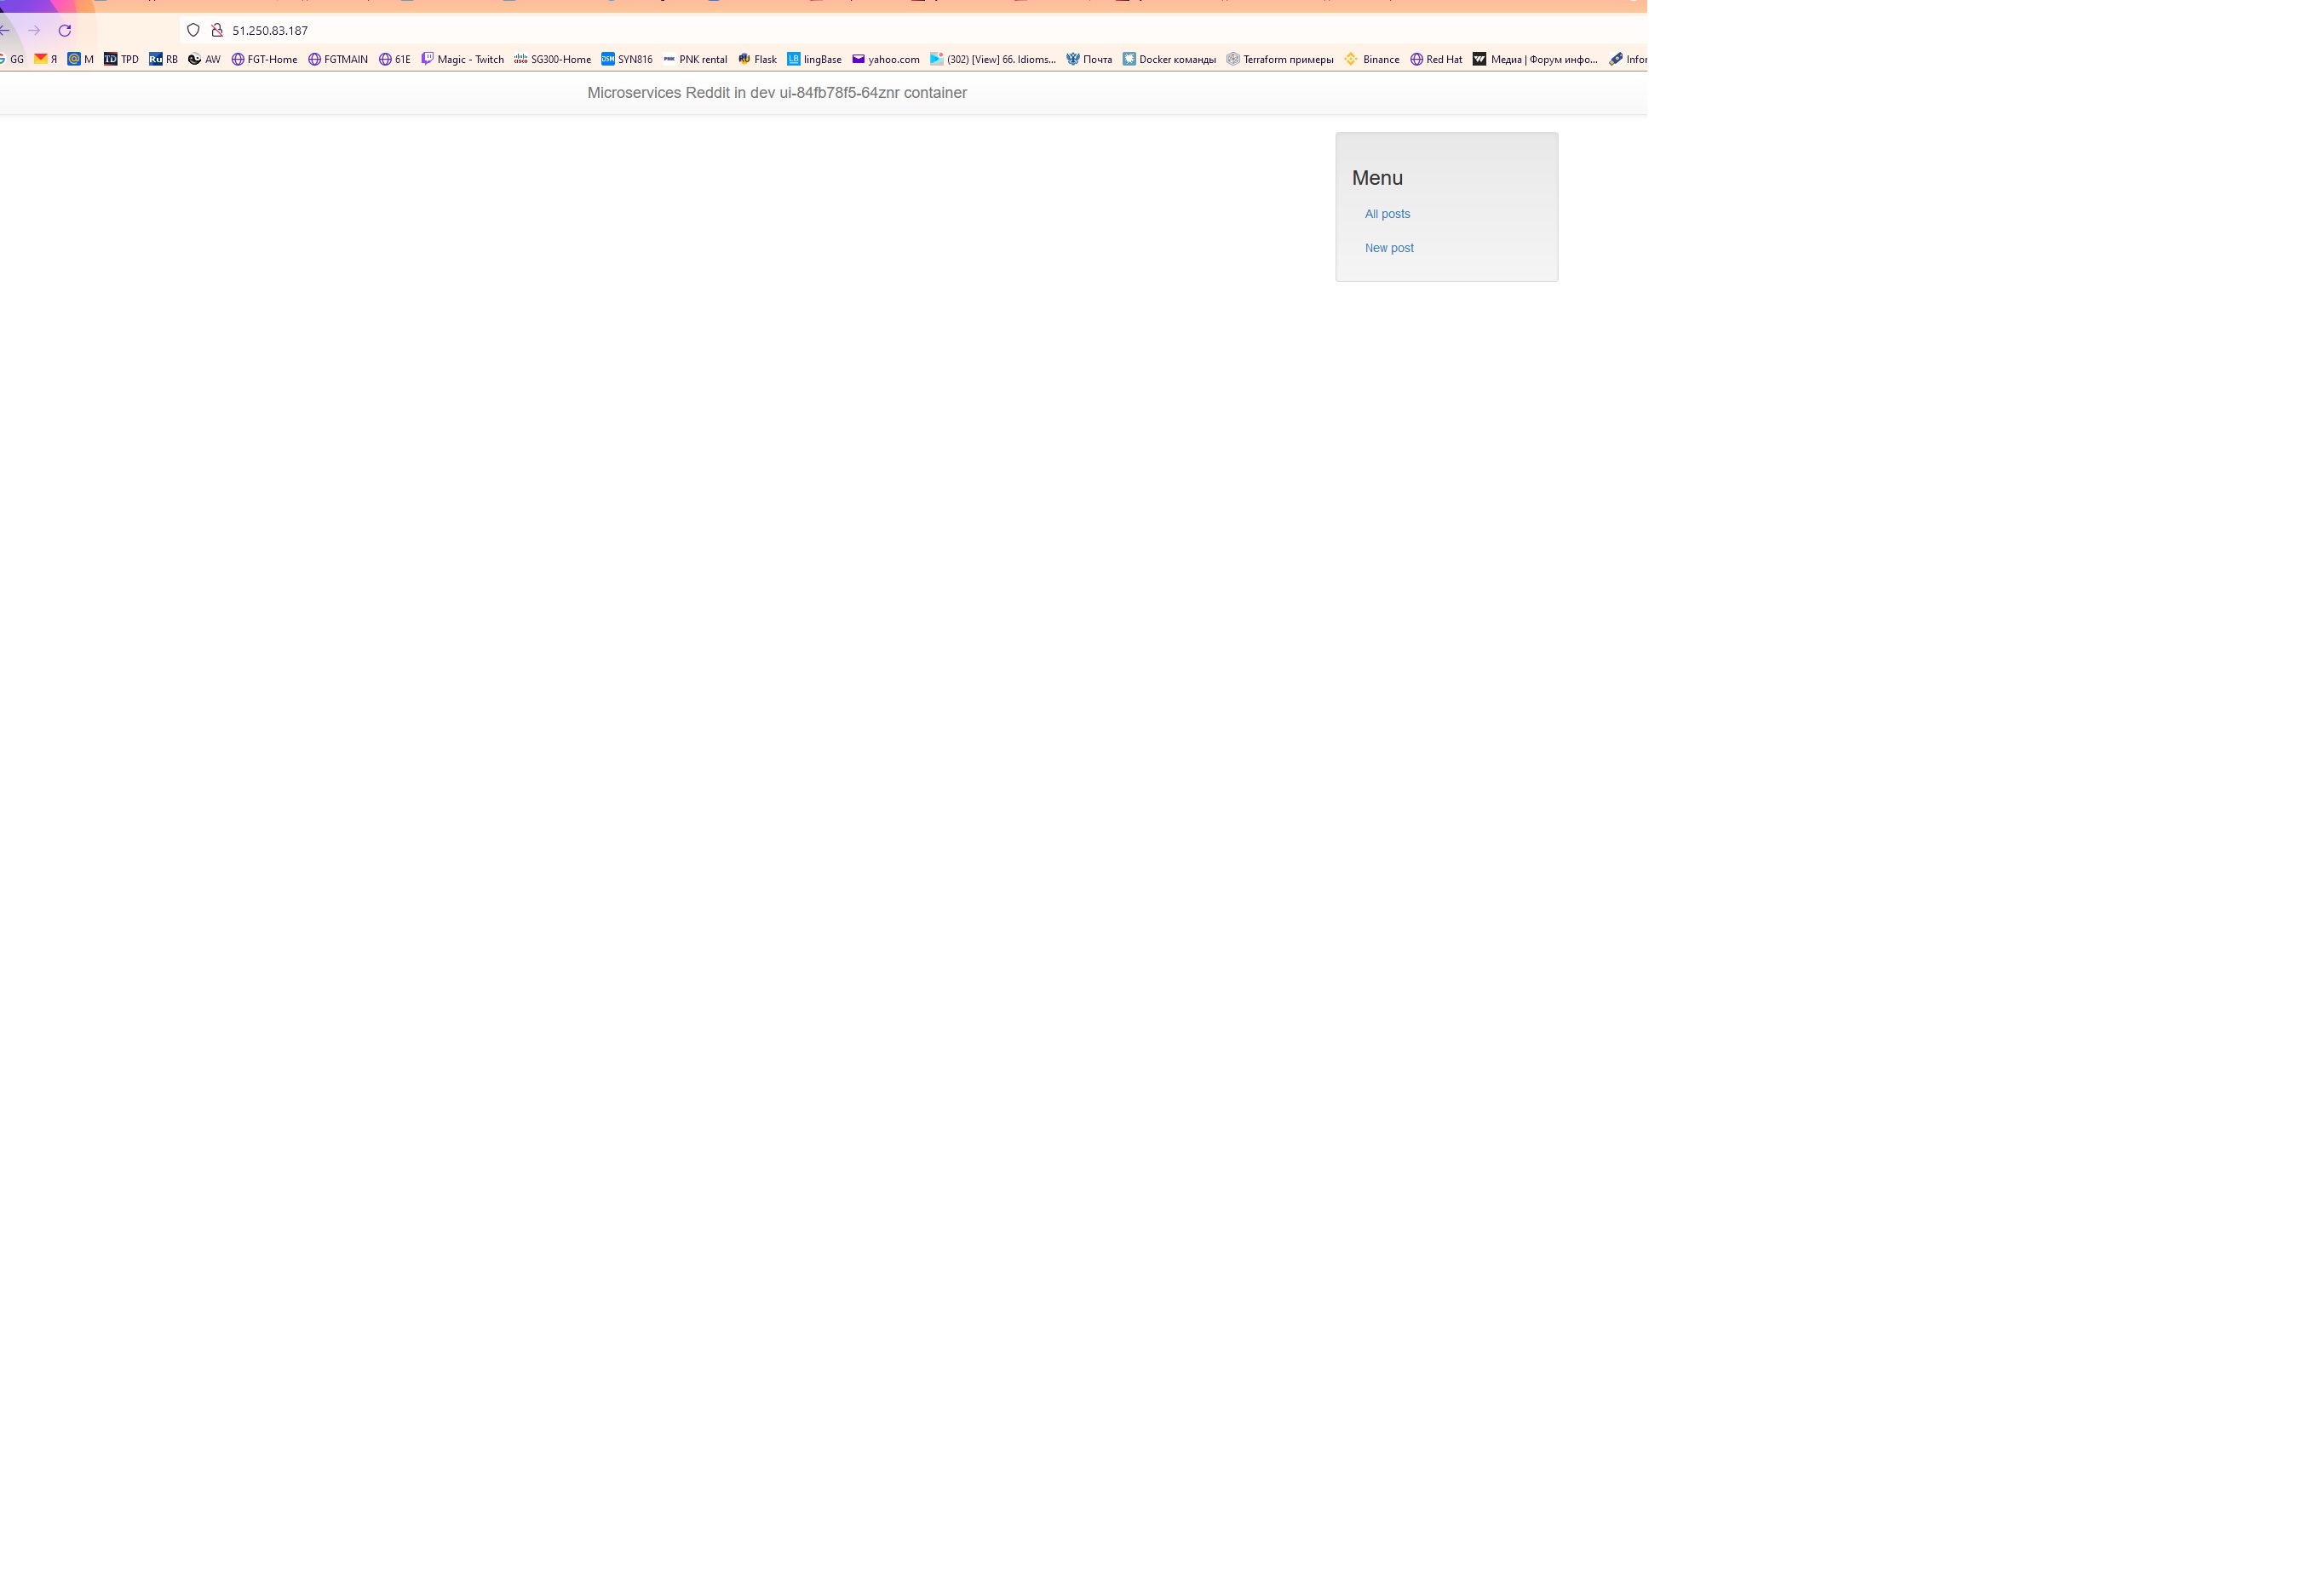 51.250.83.187
GG Я M TPD RB AW FGT-Home FGTMAIN 61E Magic - Twitch SG300-Home SYN816 PNK rental Flask lingBase yahoo.com (302) [View] 66. Idioms... Почта Docker команды Terraform примеры Binance Red Hat Медиа | Форум инфо... Infor
Microservices Reddit in dev ui-84fb78f5-64znr container
Menu
All posts
New post